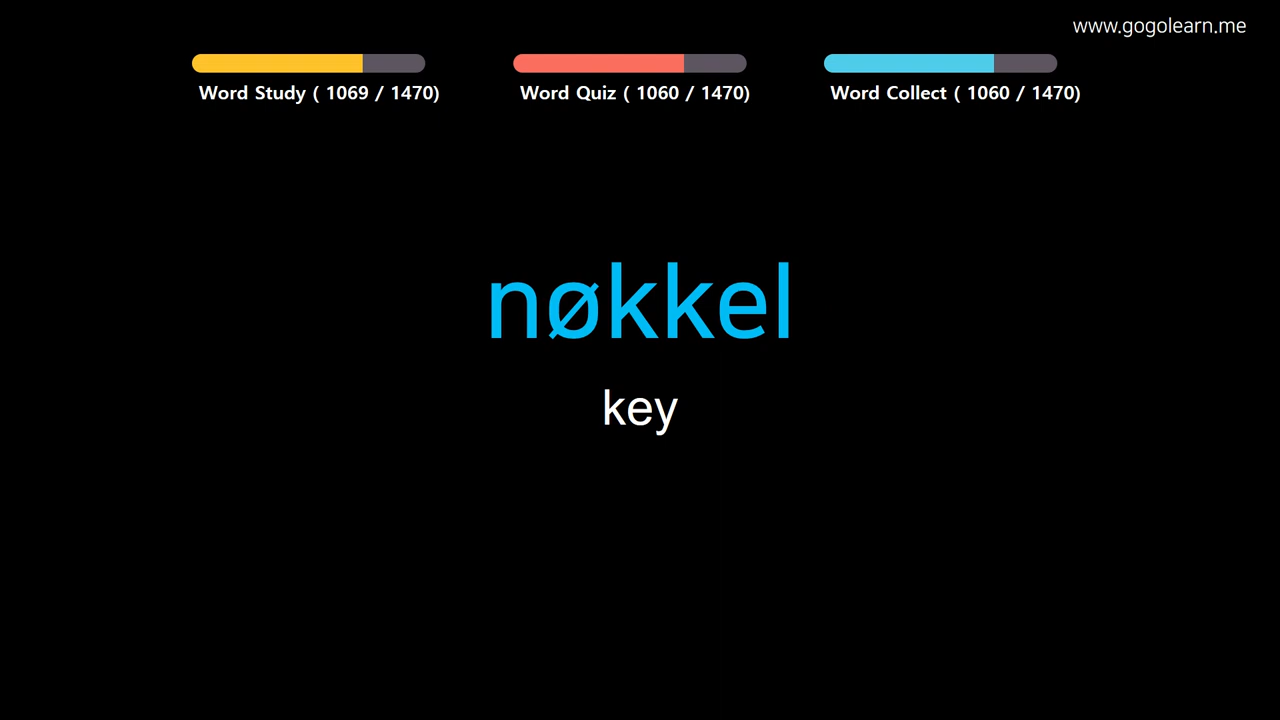 www.gogolearn.me
Word Study ( 1069 / 1470)
Word Quiz ( 1060 / 1470)
Word Collect ( 1060 / 1470)
nøkkel
key